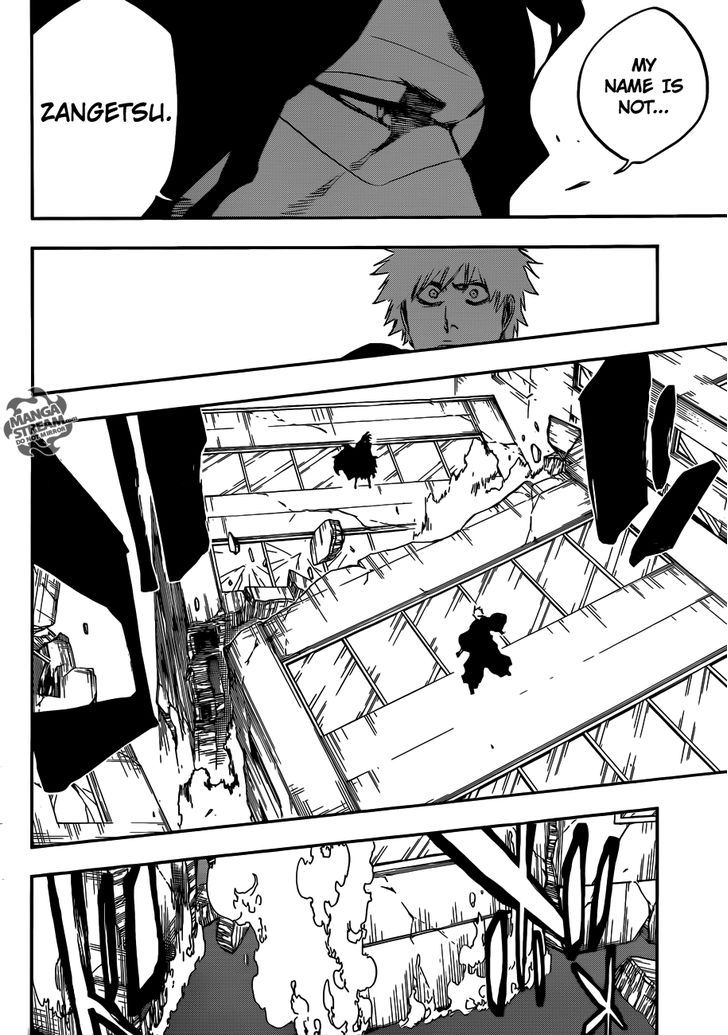 MY
NAME IS
NOT...
ZANGETSU.
MANGA
STREAM
DO NOT MIRROR